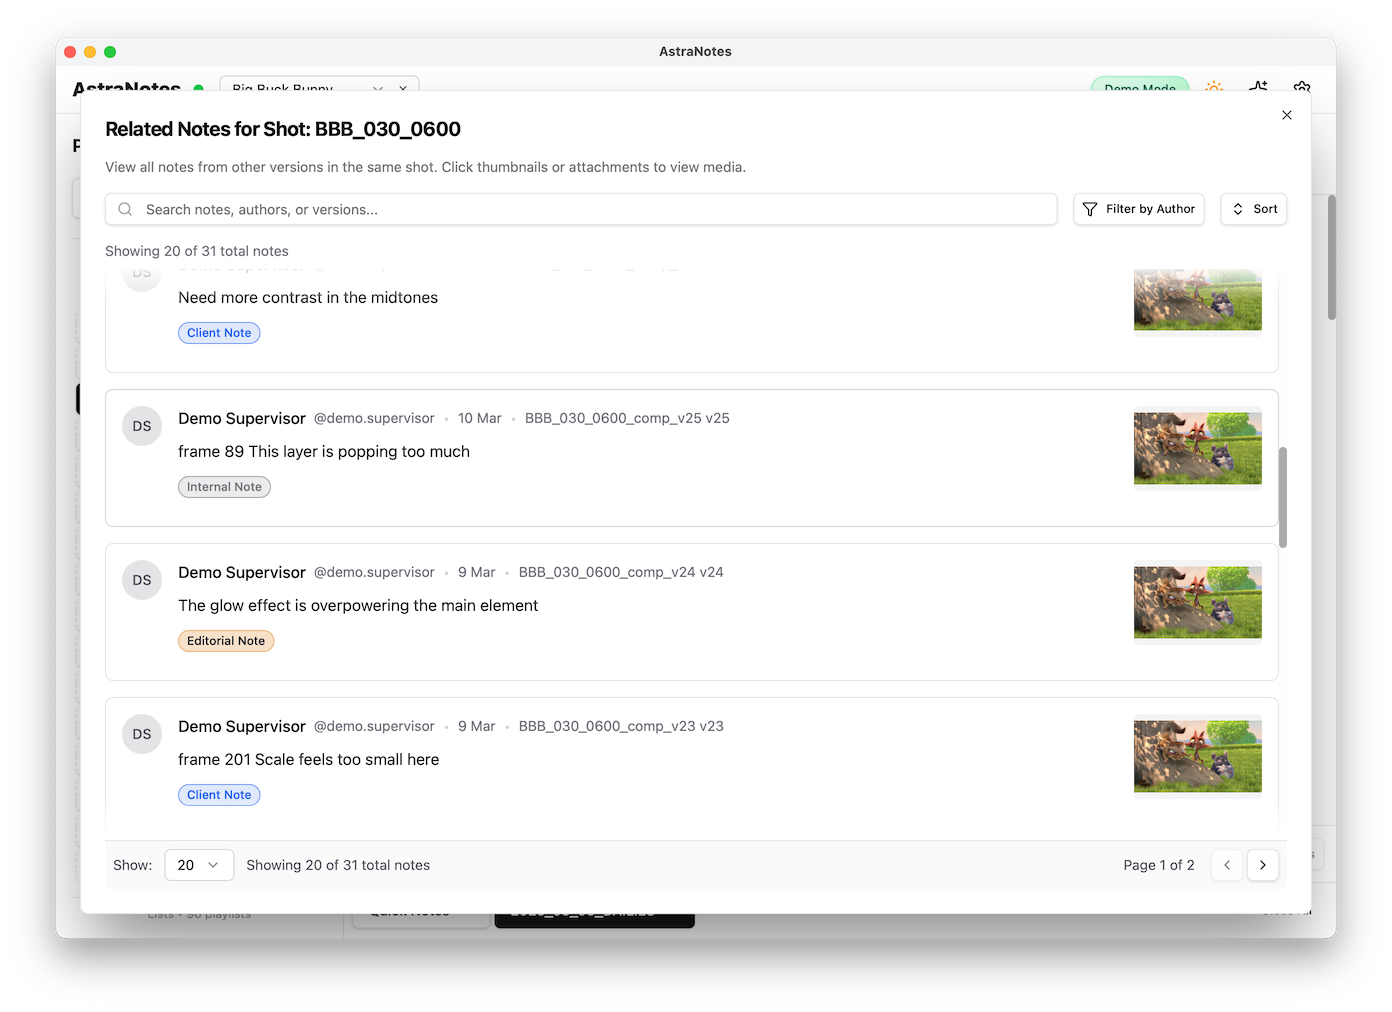 AstraNotes
AstraNotes
Big Buck Bunny
Demo Mode
Related Notes for Shot: BBB_030_0600
View all notes from other versions in the same shot. Click thumbnails or attachments to view media.
Search notes, authors, or versions...
Filter by Author
Sort
Showing 20 of 31 total notes
DS
Need more contrast in the midtones
Client Note
DS
Demo Supervisor @demo.supervisor • 10 Mar • BBB_030_0600_comp_v25 v25
frame 89 This layer is popping too much
Internal Note
DS
Demo Supervisor @demo.supervisor • 9 Mar • BBB_030_0600_comp_v24 v24
The glow effect is overpowering the main element
Editorial Note
DS
Demo Supervisor @demo.supervisor • 9 Mar • BBB_030_0600_comp_v23 v23
frame 201 Scale feels too small here
Client Note
Show: 20 Showing 20 of 31 total notes
Page 1 of 2
Lists • 96 playlists
Quick Notes